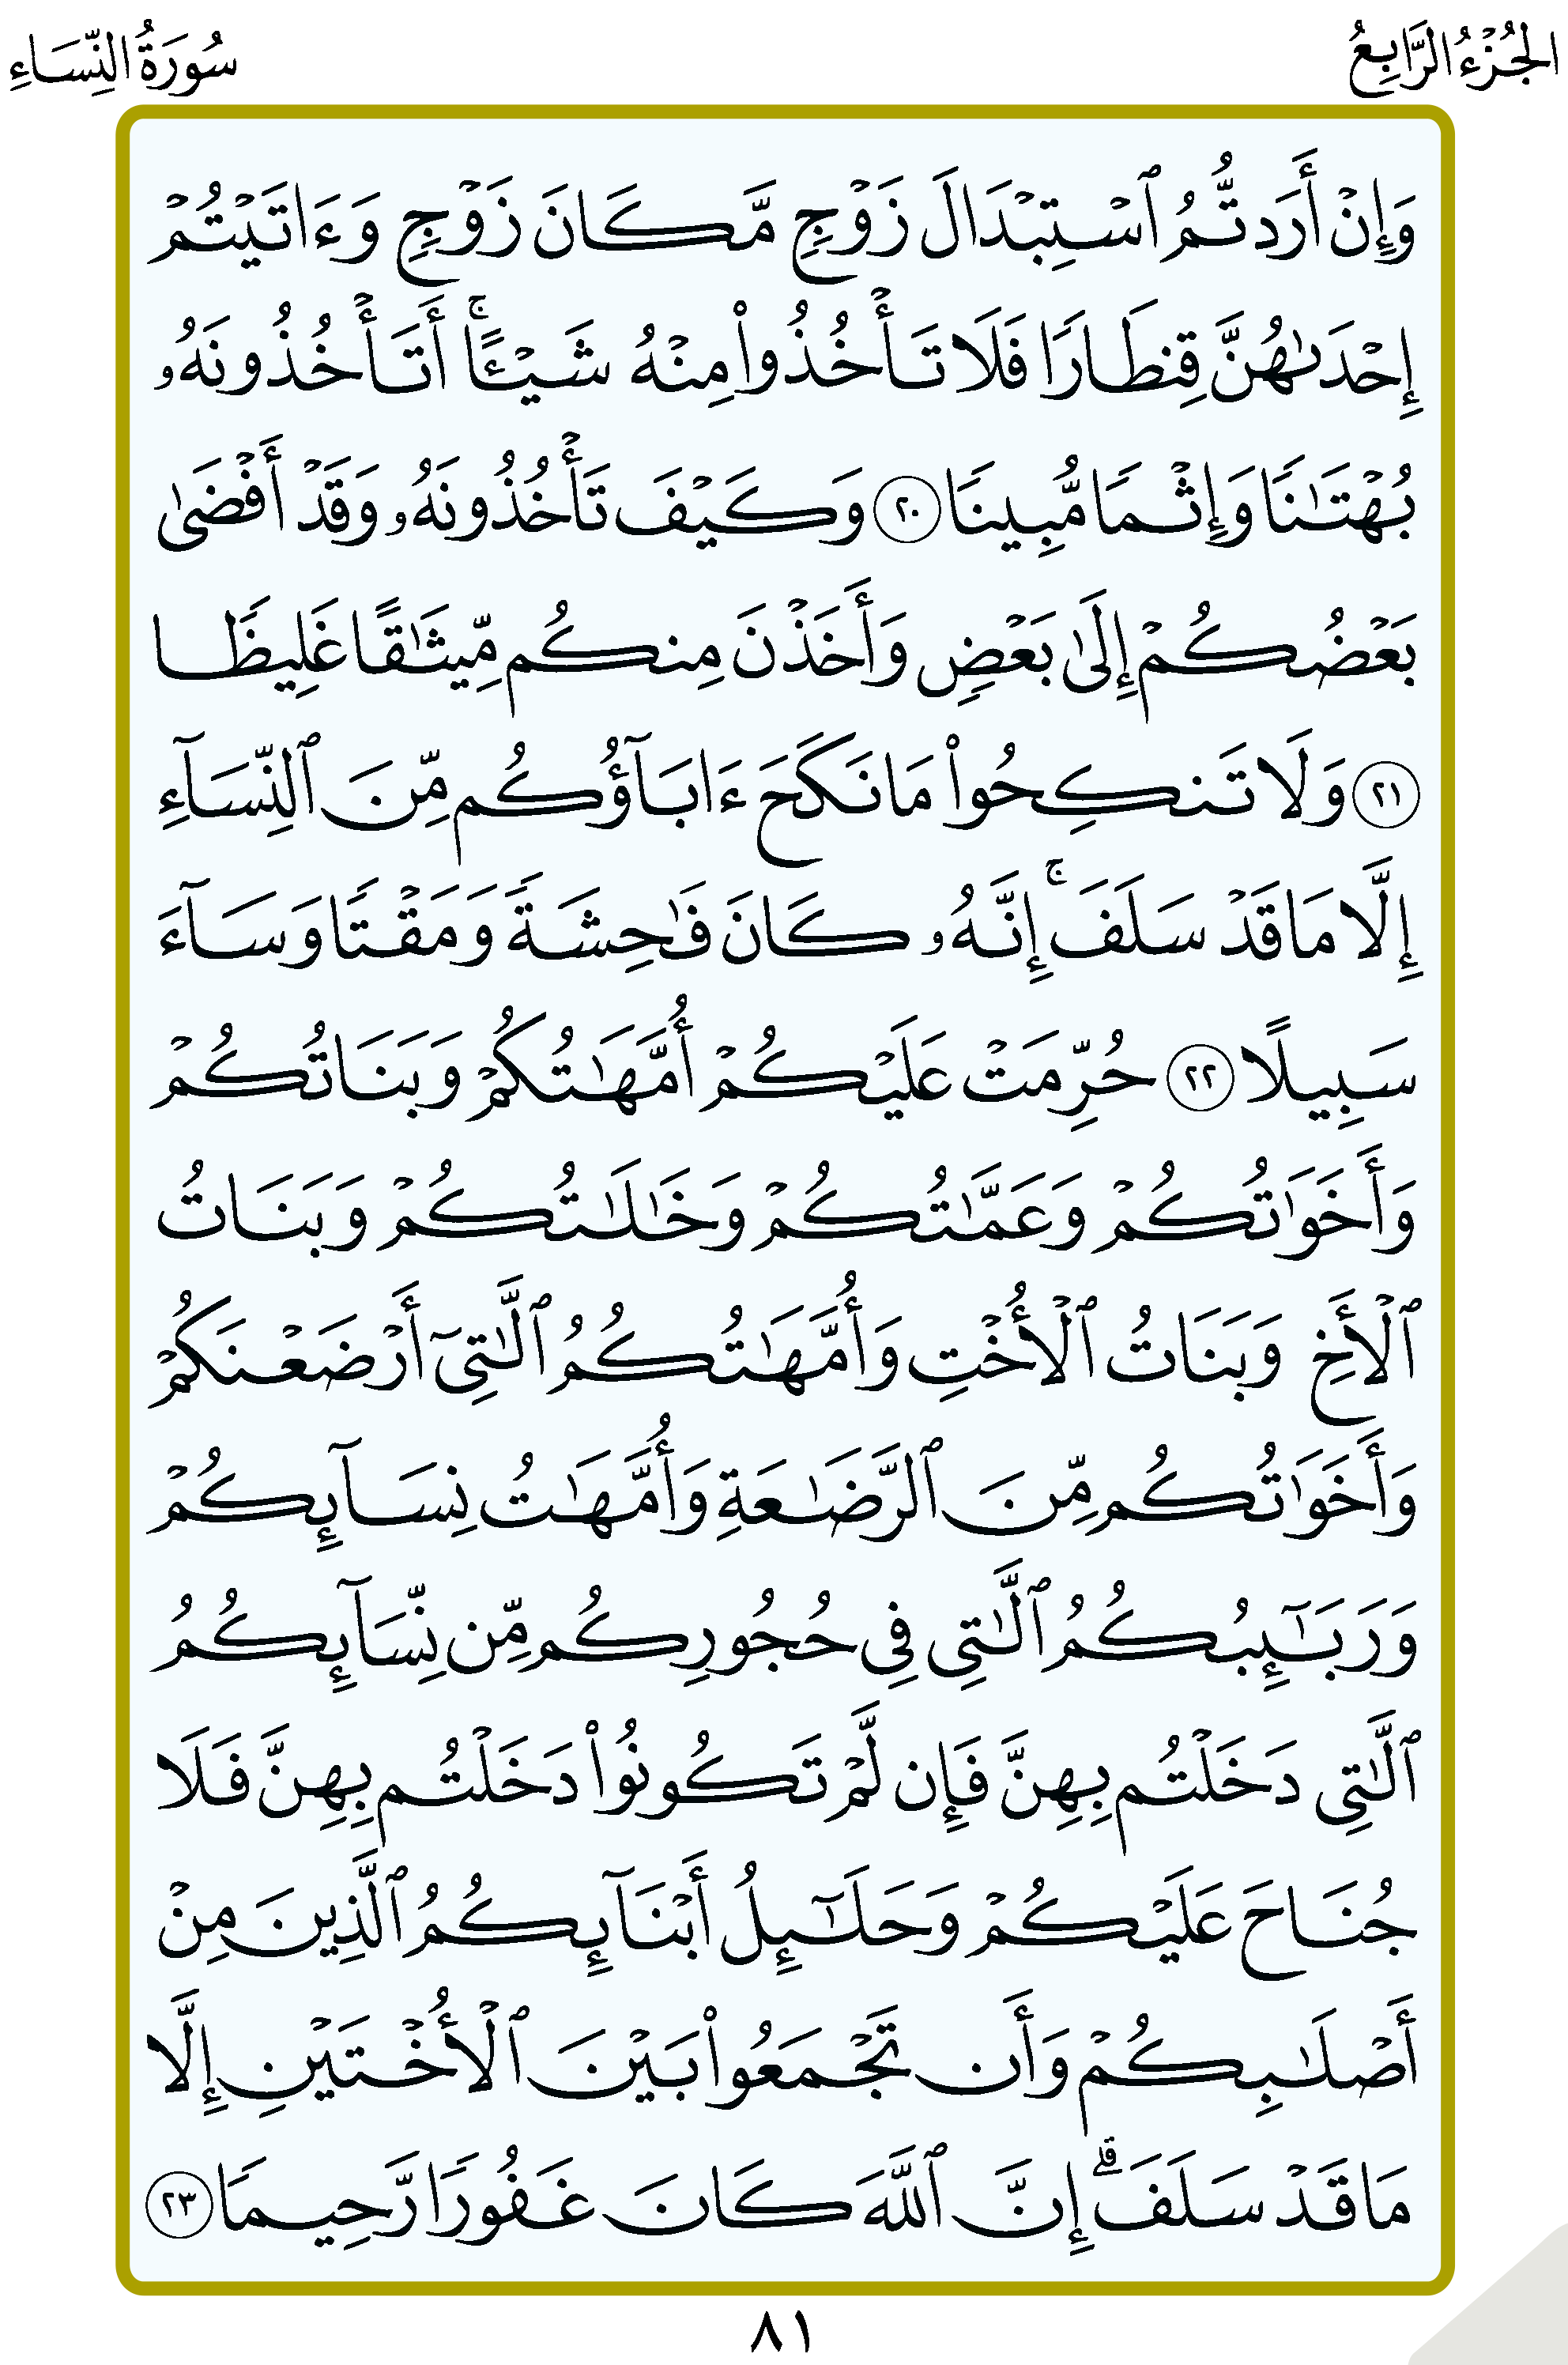 الجُزْءُ الرَّابِعُ
سُورَةُ النِّسَاءِ
وَإِنْ أَرَدتُّمُ ٱسْتِبْدَالَ زَوْجٍ مَّكَانَ زَوْجٍ وَءَاتَيْتُمْ
إِحْدَىٰهُنَّ قِنطَارًا فَلَا تَأْخُذُوا۟ مِنْهُ شَيْـًٔا ۚ أَتَأْخُذُونَهُۥ
بُهْتَـٰنًا وَإِثْمًا مُّبِينًا ٢٠ وَكَيْفَ تَأْخُذُونَهُۥ وَقَدْ أَفْضَىٰ
بَعْضُكُمْ إِلَىٰ بَعْضٍ وَأَخَذْنَ مِنكُم مِّيثَـٰقًا غَلِيظًا
٢١ وَلَا تَنكِحُوا۟ مَا نَكَحَ ءَابَآؤُكُم مِّنَ ٱلنِّسَآءِ
إِلَّا مَا قَدْ سَلَفَ ۚ إِنَّهُۥ كَانَ فَـٰحِشَةً وَمَقْتًا وَسَآءَ
سَبِيلًا ٢٢ حُرِّمَتْ عَلَيْكُمْ أُمَّهَـٰتُكُمْ وَبَنَاتُكُمْ
وَأَخَوَٰتُكُمْ وَعَمَّـٰتُكُمْ وَخَـٰلَـٰتُكُمْ وَبَنَاتُ
ٱلْأَخِ وَبَنَاتُ ٱلْأُخْتِ وَأُمَّهَـٰتُكُمُ ٱلَّـٰتِىٓ أَرْضَعْنَكُمْ
وَأَخَوَٰتُكُم مِّنَ ٱلرَّضَـٰعَةِ وَأُمَّهَـٰتُ نِسَآئِكُمْ
وَرَبَـٰٓئِبُكُمُ ٱلَّـٰتِى فِى حُجُورِكُم مِّن نِّسَآئِكُمُ
ٱلَّـٰتِى دَخَلْتُم بِهِنَّ فَإِن لَّمْ تَكُونُوا۟ دَخَلْتُم بِهِنَّ فَلَا
جُنَاحَ عَلَيْكُمْ وَحَلَـٰٓئِلُ أَبْنَآئِكُمُ ٱلَّذِينَ مِنْ
أَصْلَـٰبِكُمْ وَأَن تَجْمَعُوا۟ بَيْنَ ٱلْأُخْتَيْنِ إِلَّا
مَا قَدْ سَلَفَ ۗ إِنَّ ٱللَّهَ كَانَ غَفُورًا رَّحِيمًا ٢٣
٨١